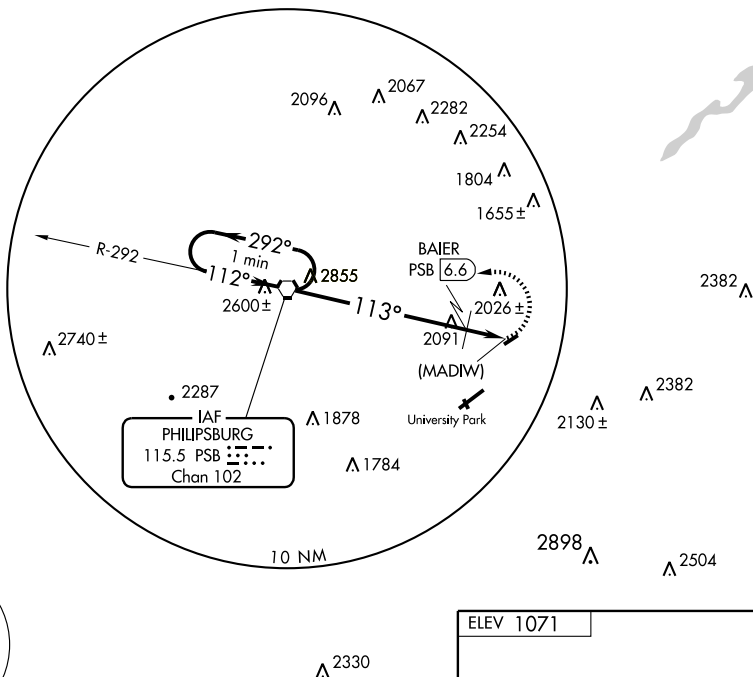 2096
2067
2282
2254
1804
1655±
R-292
292°
1 min
112°
2855
2600±
113°
BAIER
PSB 6.6
2026±
2091
2382
2740±
(MADIW)
2287
University Park
2382
2130±
IAF
PHILIPSBURG
115.5 PSB
Chan 102
1878
1784
10 NM
2898
2504
ELEV 1071
2330